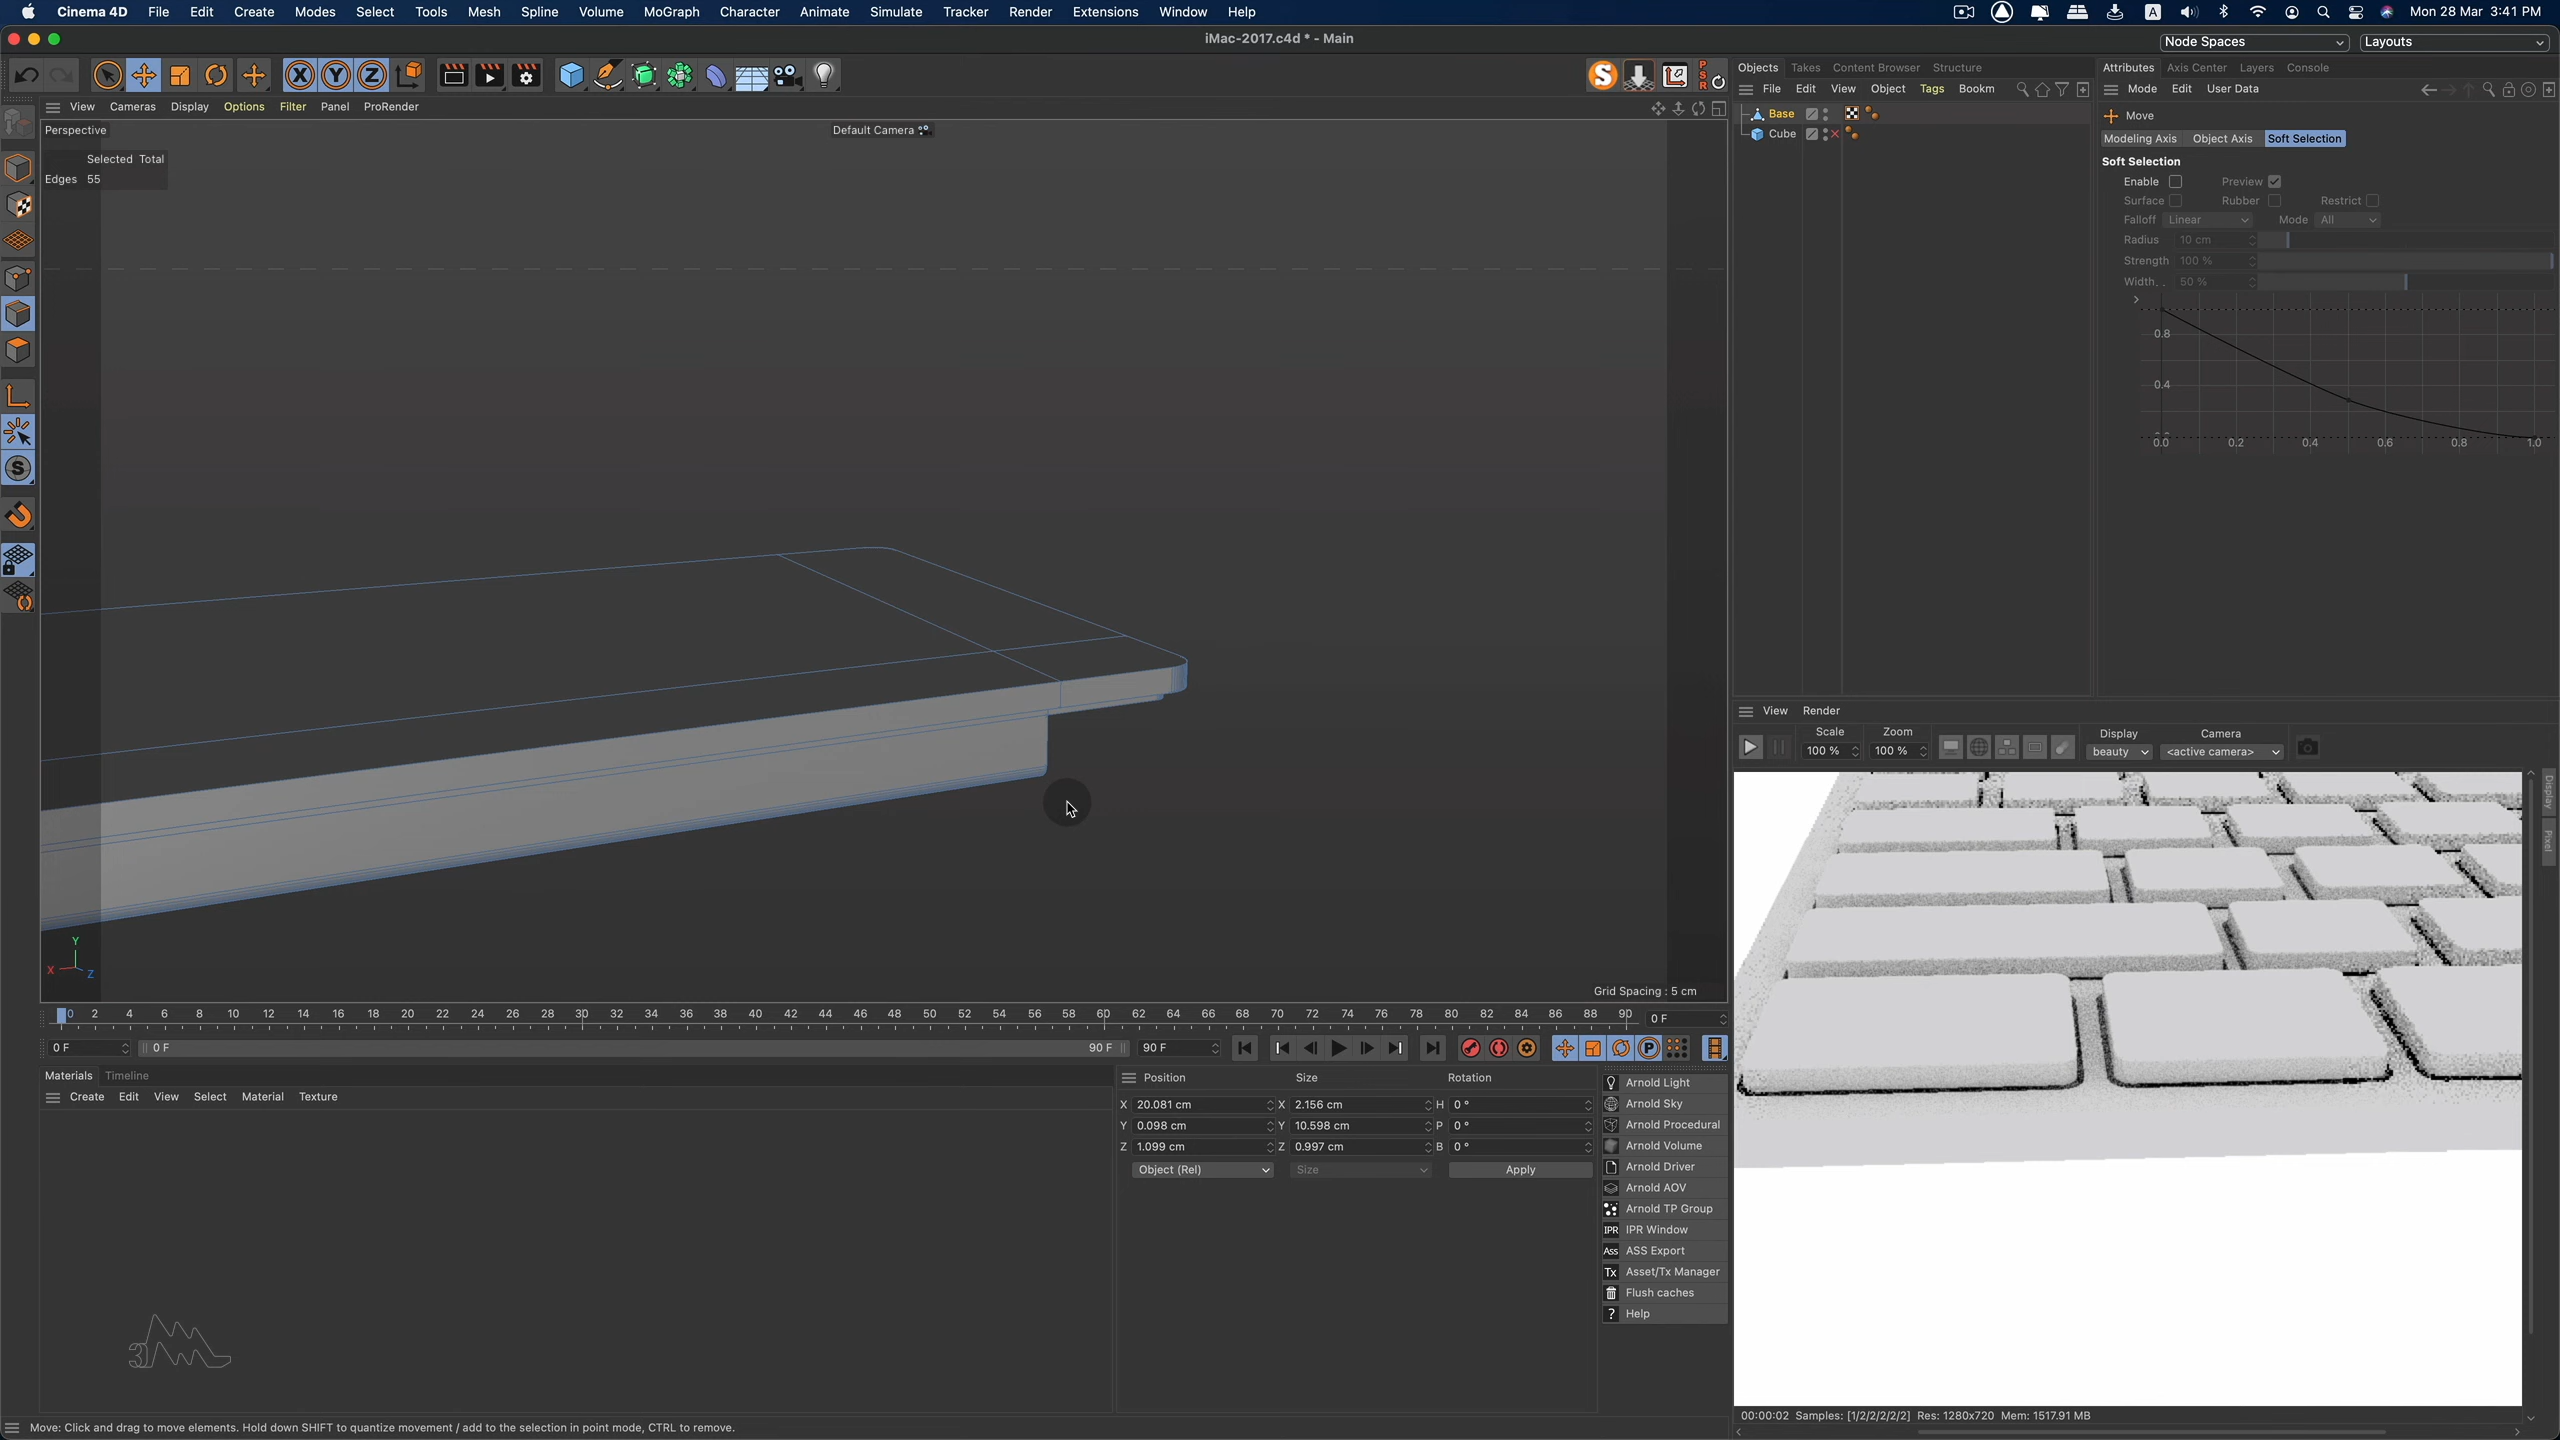 Cinema 4D File Edit Create Modes Select Tools Mesh Spline Volume MoGraph Character Animate Simulate Tracker Render Extensions Window Help A Mon 28 Mar 3:41 PM
iMac-2017.c4d * - Main
Node Spaces Layouts
X Y Z S PSR
View Cameras Display Options Filter Panel ProRender
Perspective
Default Camera
Selected Total
Edges 55
Y
X
Z
Grid Spacing : 5 cm
Objects Takes Content Browser Structure
File Edit View Object Tags Bookm
Base
Cube
Attributes Axis Center Layers Console
Mode Edit User Data
Move
Modeling Axis Object Axis Soft Selection
Soft Selection
Enable Preview
Surface Rubber Restrict
Falloff Linear Mode All
Radius 10 cm
Strength 100 %
Width. . 50 %
0.8
0.4
0.0 0.2 0.4 0.6 0.8 1.0
View Render
Scale Zoom Display Camera
100 % 100 % beauty <active camera>
Display
Pixel
00:00:02 Samples: [1/2/2/2/2/2] Res: 1280x720 Mem: 1517.91 MB
0 2 4 6 8 10 12 14 16 18 20 22 24 26 28 30 32 34 36 38 40 42 44 46 48 50 52 54 56 58 60 62 64 66 68 70 72 74 76 78 80 82 84 86 88 90 0 F
0 F 0 F 90 F 90 F P
Materials Timeline
Create Edit View Select Material Texture
Position Size Rotation
X 20.081 cm X 2.156 cm H 0 °
Y 0.098 cm Y 10.598 cm P 0 °
Z 1.099 cm Z 0.997 cm B 0 °
Object (Rel) Size Apply
Arnold Light
Arnold Sky
Arnold Procedural
Arnold Volume
Arnold Driver
Arnold AOV
Arnold TP Group
IPR IPR Window
Ass ASS Export
Tx Asset/Tx Manager
Flush caches
? Help
Move: Click and drag to move elements. Hold down SHIFT to quantize movement / add to the selection in point mode, CTRL to remove.